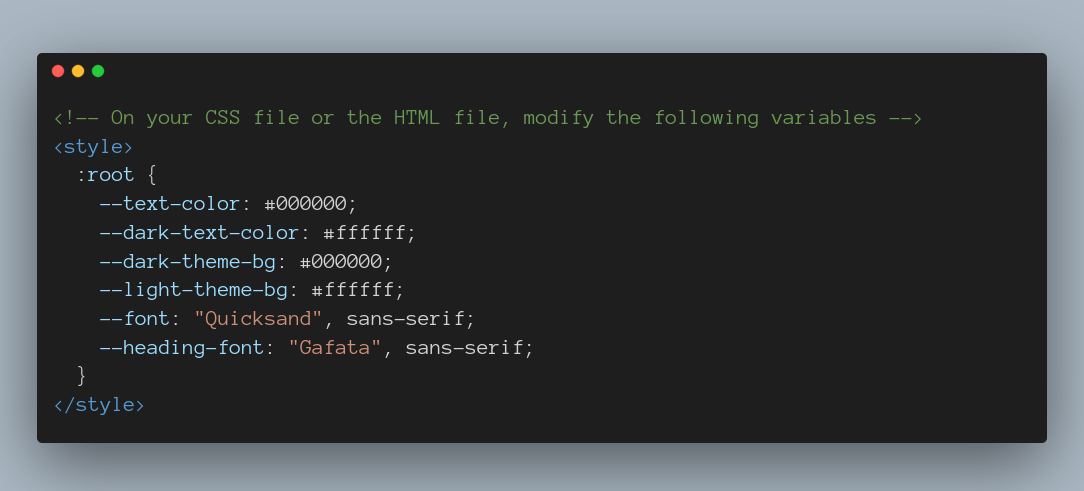 <!-- On your CSS file or the HTML file, modify the following variables -->
<style>
  :root {
    --text-color: #000000;
    --dark-text-color: #ffffff;
    --dark-theme-bg: #000000;
    --light-theme-bg: #ffffff;
    --font: "Quicksand", sans-serif;
    --heading-font: "Gafata", sans-serif;
  }
</style>